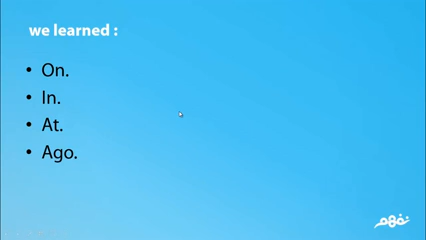 we learned :
• On.
• In.
• At.
• Ago.
نفهم